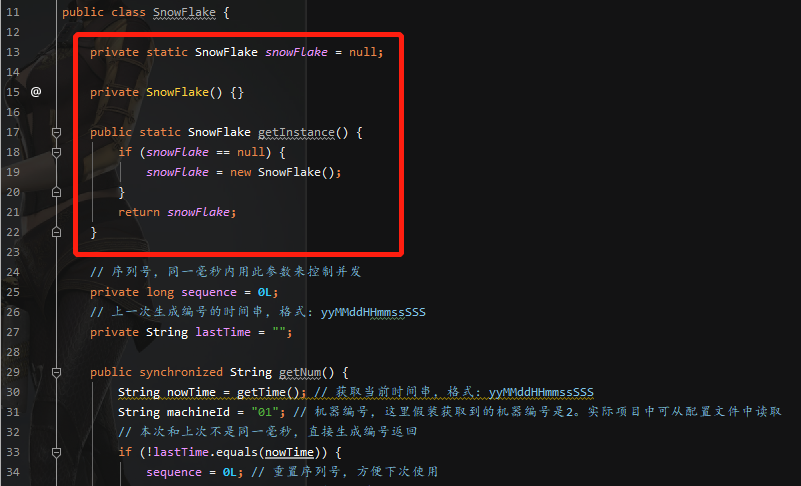 11 public class SnowFlake {
12
13 private static SnowFlake snowFlake = null;
14
15 @ private SnowFlake() {}
16
17 public static SnowFlake getInstance() {
18 if (snowFlake == null) {
19 snowFlake = new SnowFlake();
20 }
21 return snowFlake;
22 }
23
24 // 序列号，同一毫秒内用此参数来控制并发
25 private long sequence = 0L;
26 // 上一次生成编号的时间串，格式：yyMMddHHmmssSSS
27 private String lastTime = "";
28
29 public synchronized String getNum() {
30 String nowTime = getTime(); // 获取当前时间串，格式：yyMMddHHmmssSSS
31 String machineId = "01"; // 机器编号，这里假装获取到的机器编号是2。实际项目中可从配置文件中读取
32 // 本次和上次不是同一毫秒，直接生成编号返回
33 if (!lastTime.equals(nowTime)) {
34 sequence = 0L; // 重置序列号，方便下次使用